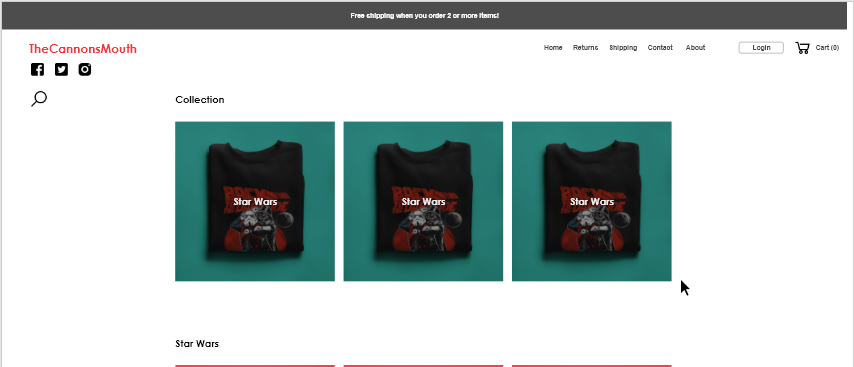 Free shipping when you order 2 or more items!
TheCannonsMouth
Home Returns Shipping Contact About Login Cart (0)
Collection
Star Wars Star Wars Star Wars
Star Wars